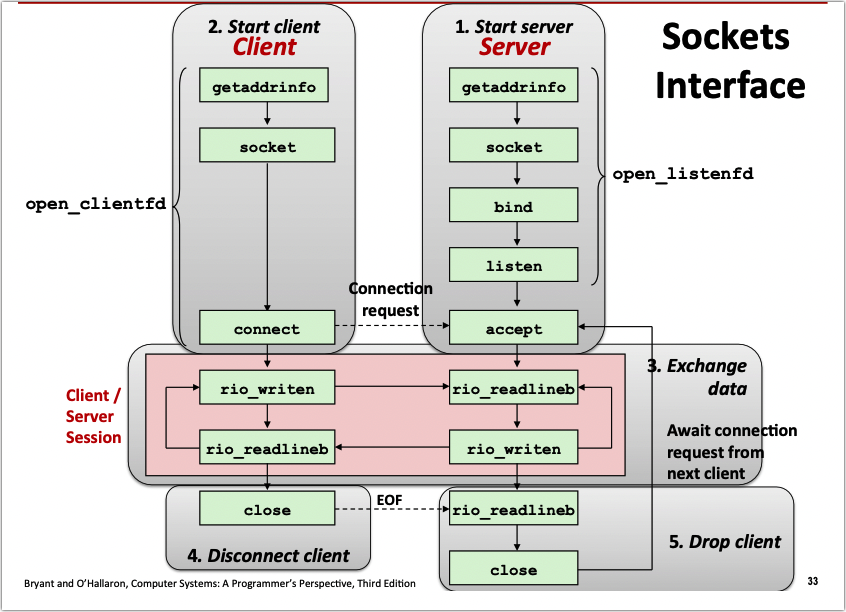 Sockets
Interface
2. Start client
Client
getaddrinfo
socket
open_clientfd
connect
1. Start server
Server
getaddrinfo
socket
bind
listen
open_listenfd
Connection
request
accept
3. Exchange
data
Client /
Server
Session
rio_writen
rio_readlineb
rio_readlineb
rio_writen
Await connection
request from
next client
close
EOF
rio_readlineb
4. Disconnect client
close
5. Drop client
Bryant and O'Hallaron, Computer Systems: A Programmer's Perspective, Third Edition
33